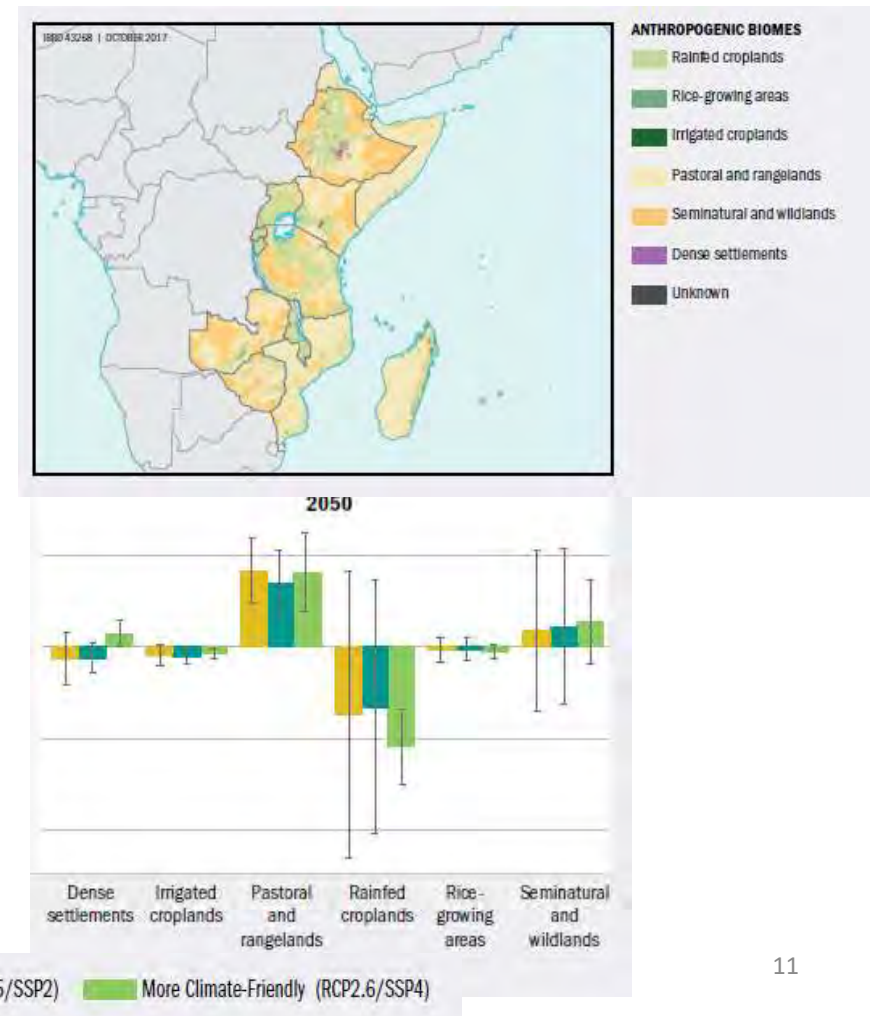 IBRD 43268 | OCTOBER 2017
ANTHROPOGENIC BIOMES
Rainfed croplands
Rice-growing areas
Irrigated croplands
Pastoral and rangelands
Seminatural and wildlands
Dense settlements
Unknown
2050
Dense
settlements
Irrigated
croplands
Pastoral
and
rangelands
Rainfed
croplands
Rice-
growing
areas
Seminatural
and
wildlands
5/SSP2)
More Climate-Friendly (RCP2.6/SSP4)
11